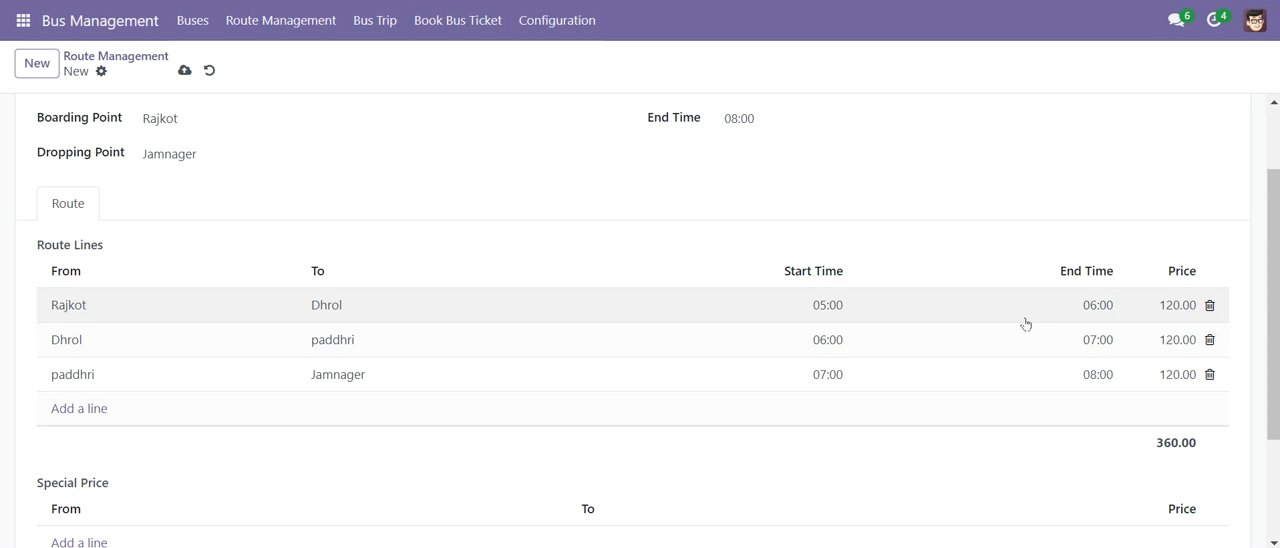 Bus Management Buses Route Management Bus Trip Book Bus Ticket Configuration 6 4
New Route Management
New
Boarding Point Rajkot End Time 08:00
Dropping Point Jamnager
Route
Route Lines
From To Start Time End Time Price
Rajkot Dhrol 05:00 06:00 120.00
Dhrol paddhri 06:00 07:00 120.00
paddhri Jamnager 07:00 08:00 120.00
Add a line
360.00
Special Price
From To Price
Add a line